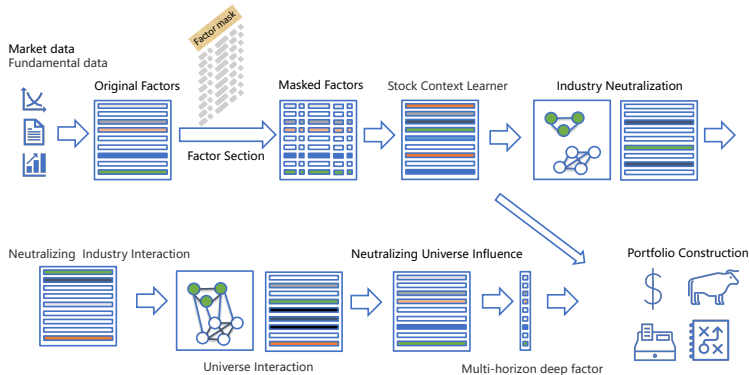 Market data
Fundamental data
Original Factors
Factor mask
Factor Section
Masked Factors
Stock Context Learner
Industry Neutralization
Neutralizing Industry Interaction
Universe Interaction
Neutralizing Universe Influence
Multi-horizon deep factor
Portfolio Construction